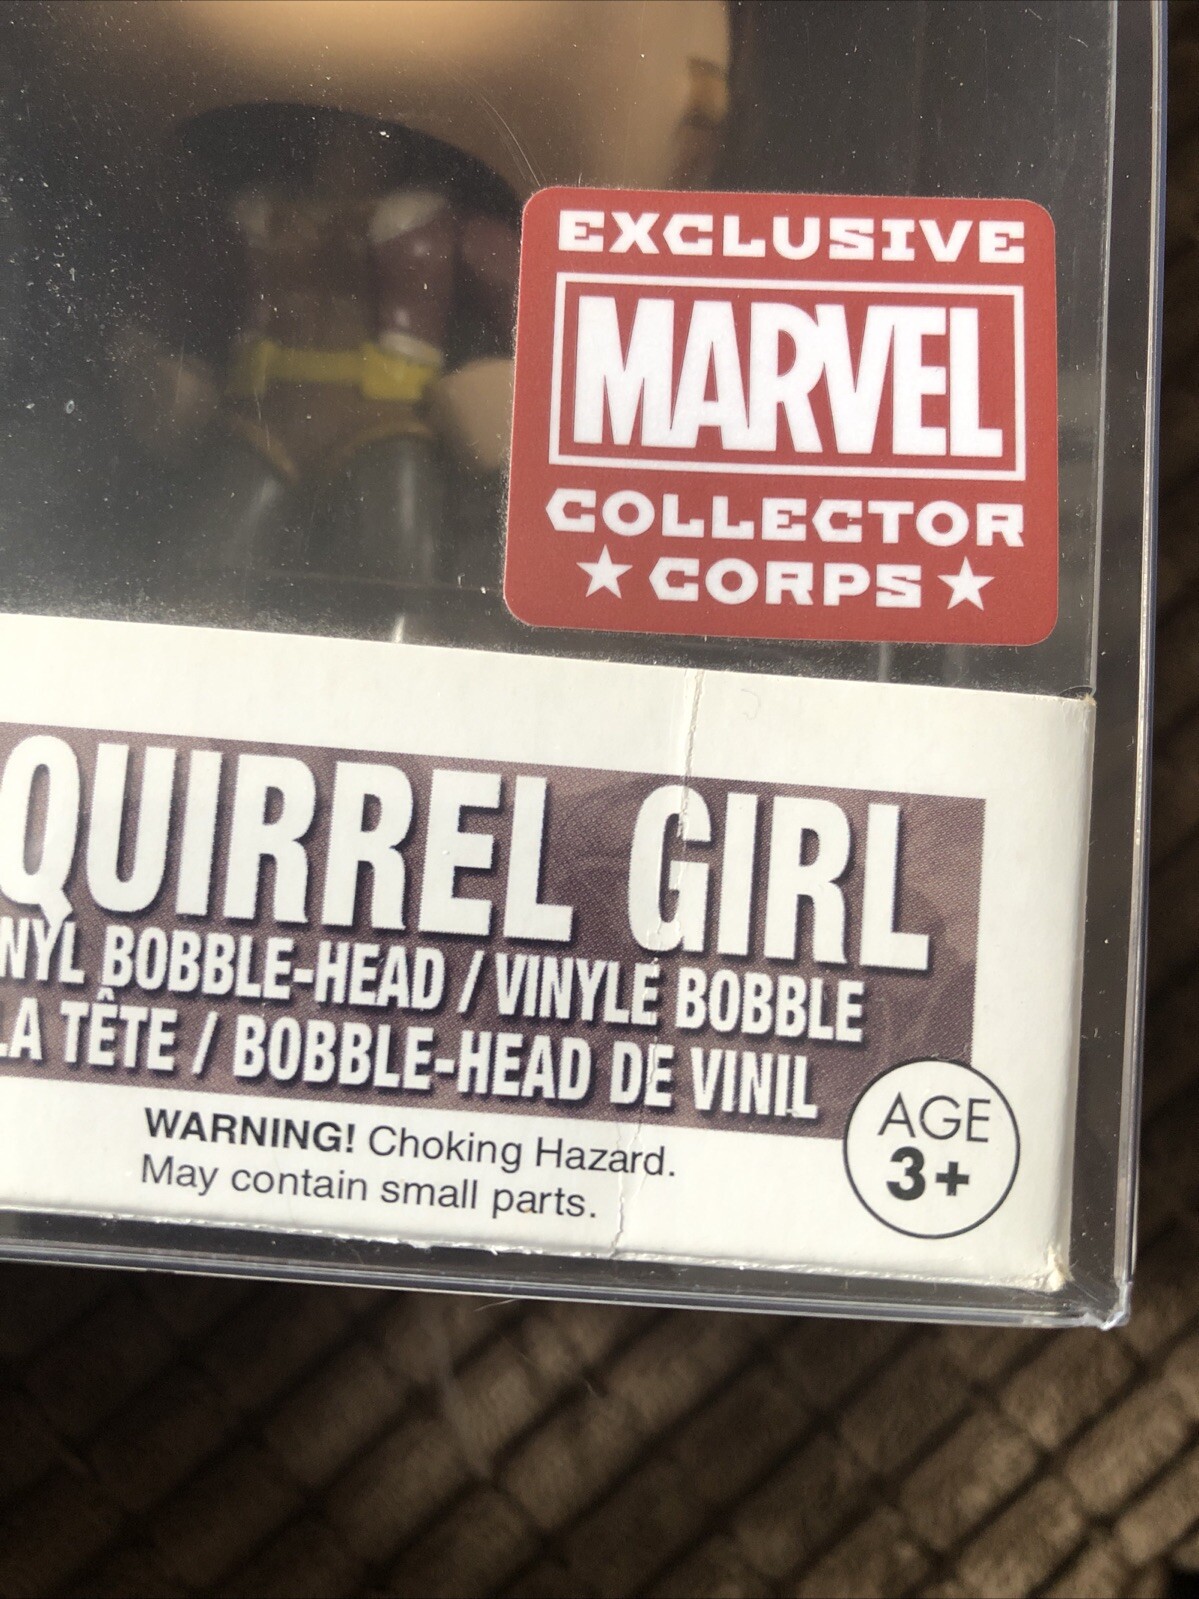 EXCLUSIVE
MARVEL
COLLECTOR
★ CORPS ★
QUIRREL GIRL
NYL BOBBLE-HEAD / VINYLE BOBBLE
LA TÊTE / BOBBLE-HEAD DE VINIL
WARNING! Choking Hazard.
May contain small parts.
AGE
3+